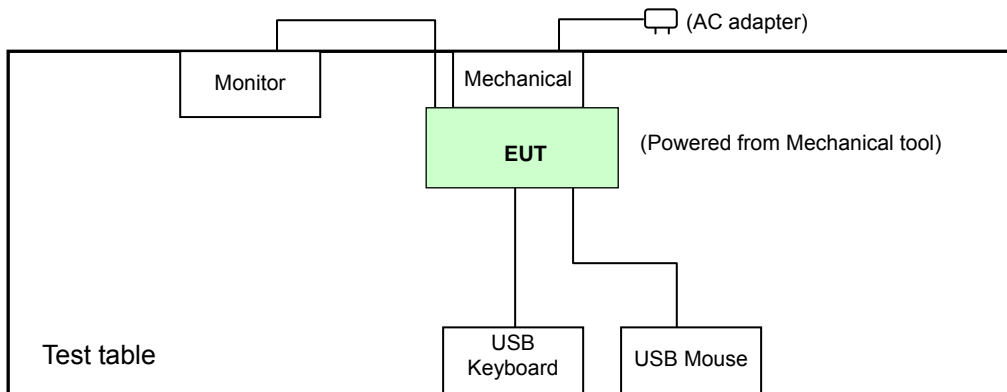 (AC adapter)
Monitor
Mechanical
EUT
(Powered from Mechanical tool)
USB
Keyboard
USB Mouse
Test table